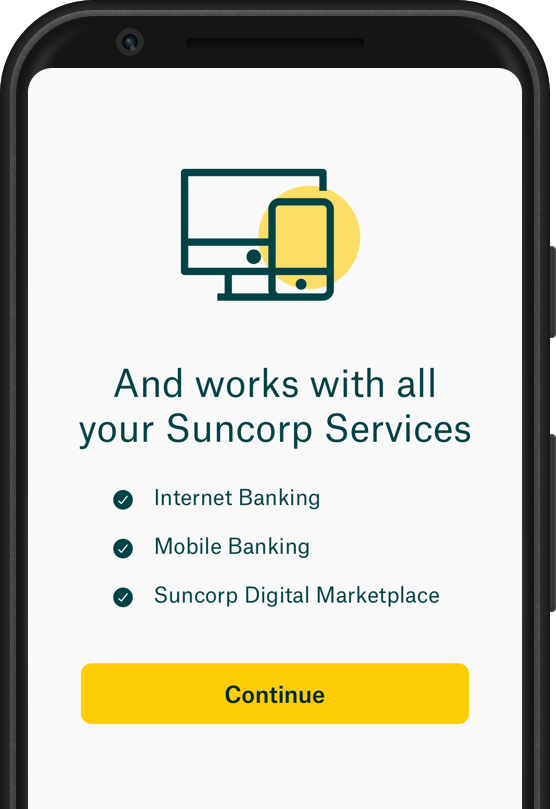 And works with all
your Suncorp Services
Internet Banking
Mobile Banking
Suncorp Digital Marketplace
Continue